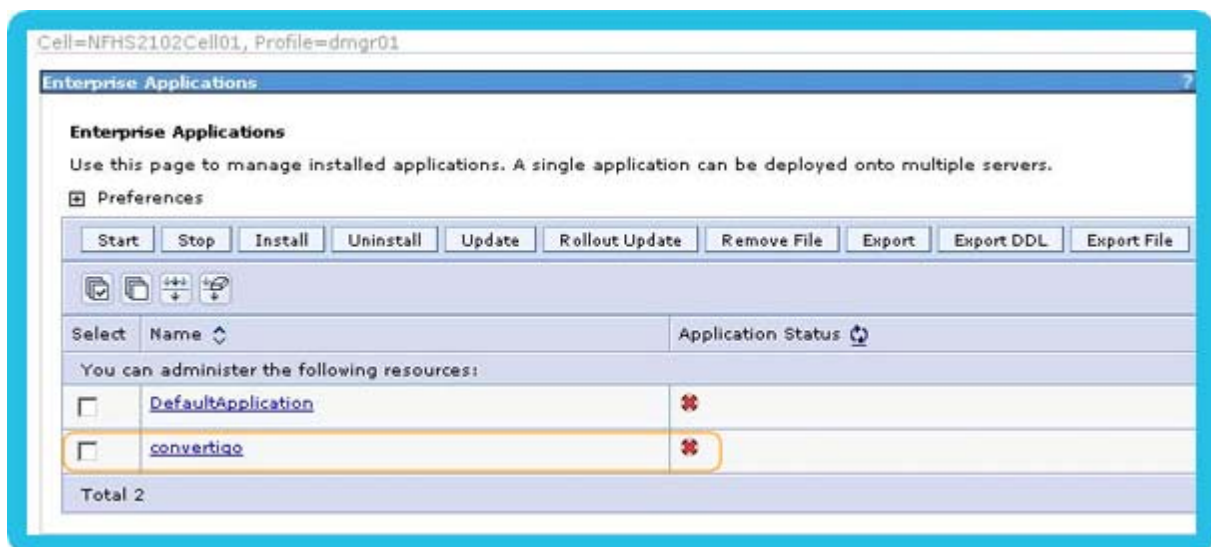 Cell=NFHS2102Cell01, Profile=dmgr01
Enterprise Applications ?
Enterprise Applications
Use this page to manage installed applications. A single application can be deployed onto multiple servers.
Preferences
Start Stop Install Uninstall Update Rollout Update Remove File Export Export DDL Export File
Select Name Application Status
You can administer the following resources:
DefaultApplication
convertigo
Total 2